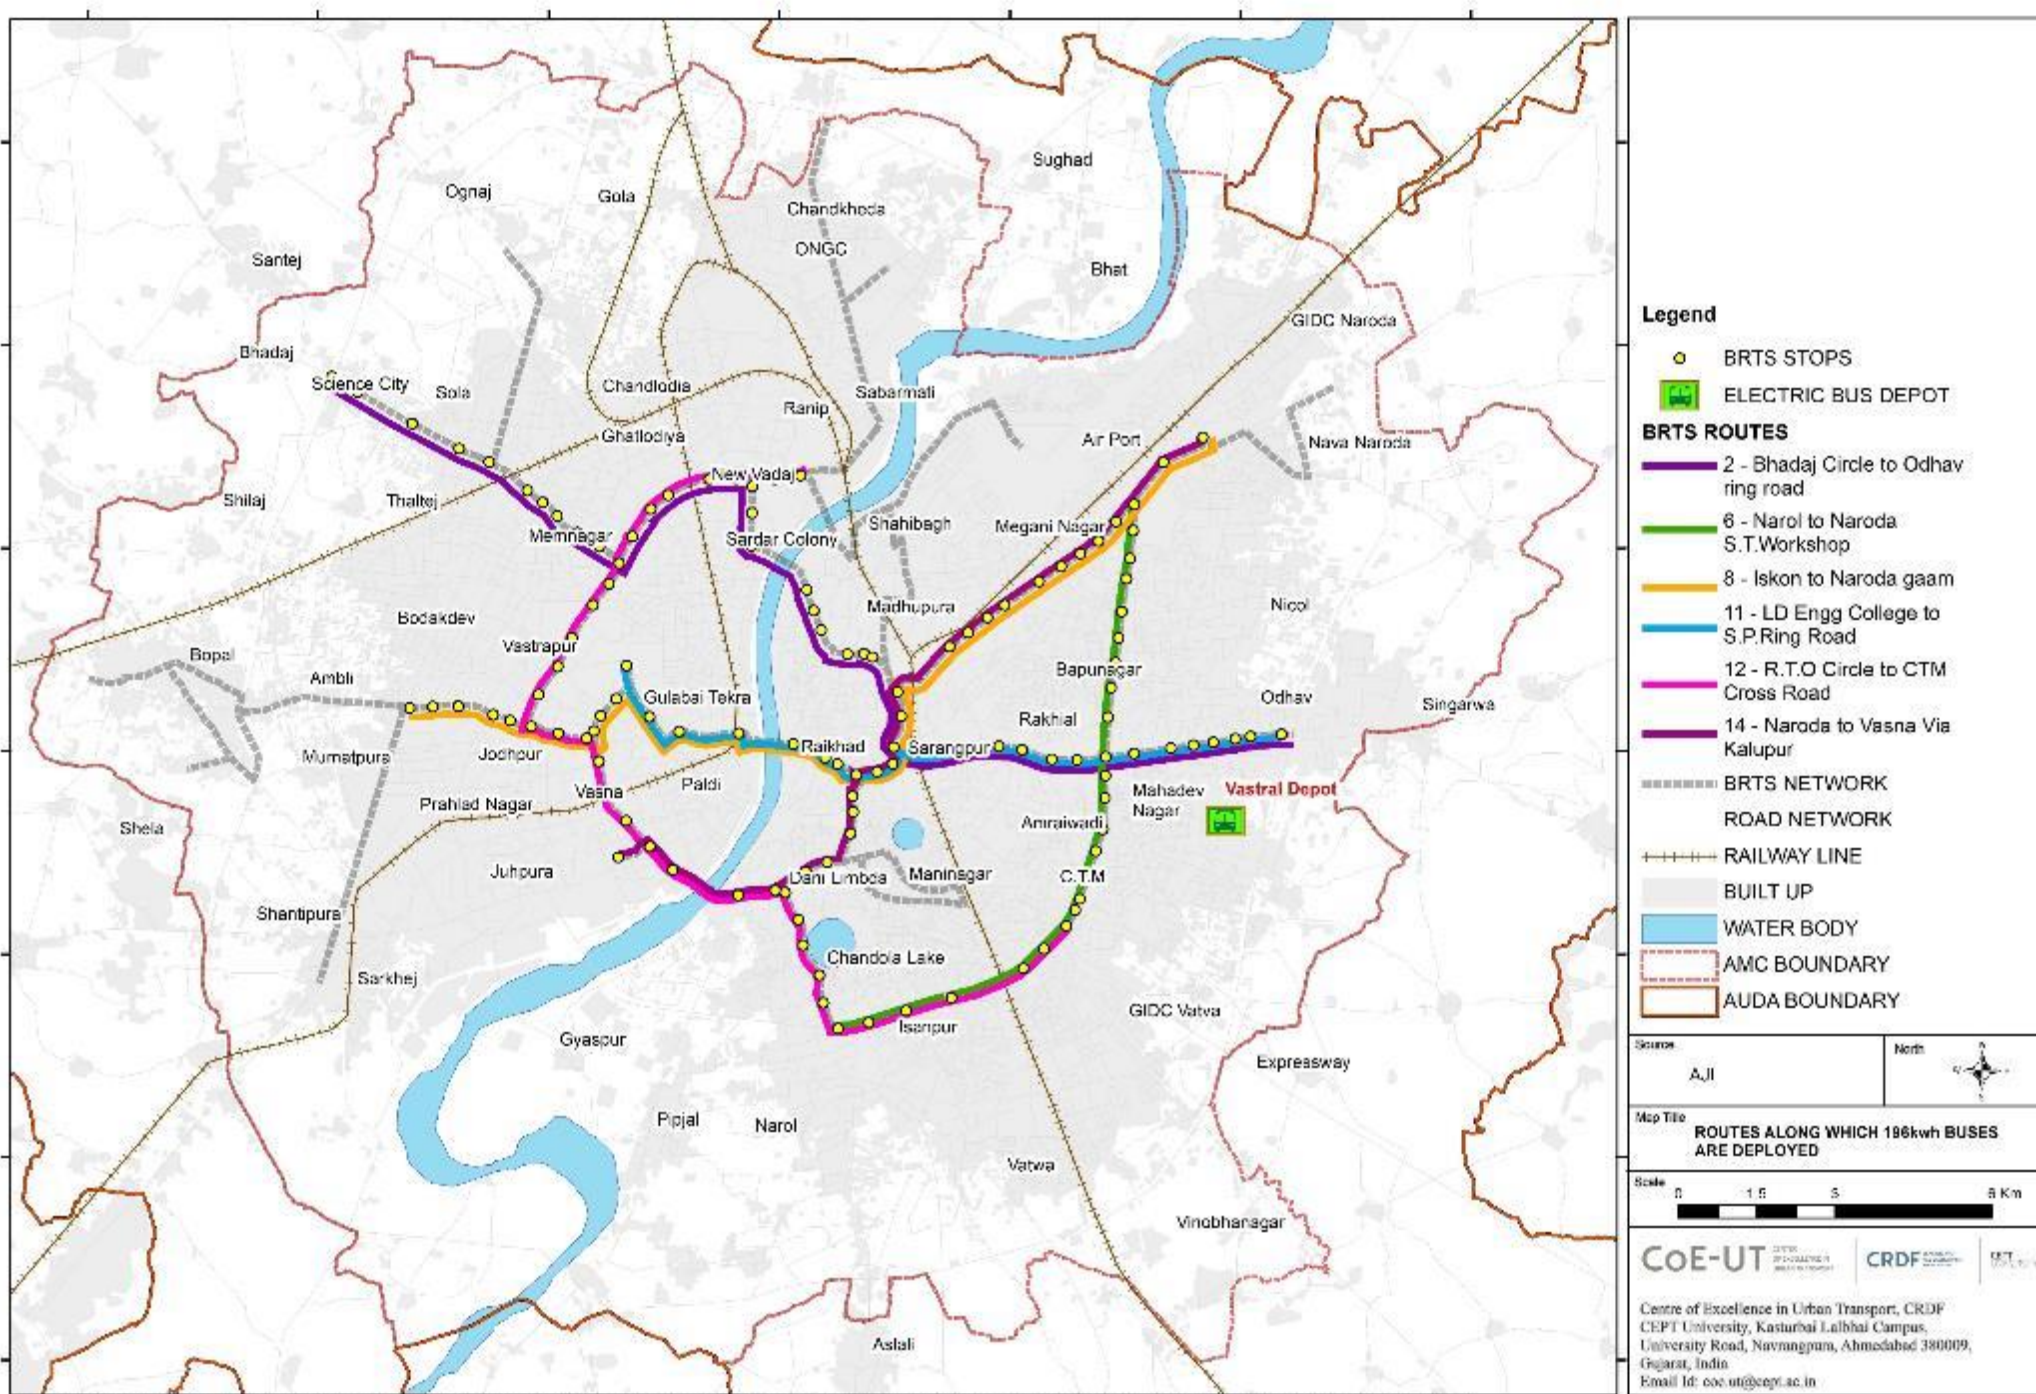 Sughad
Ognaj
Gola
Chandkheda
ONGC
Santej
Bhat
GIDC Naroda
Bhadaj
Science City
Sola
Chandlodia
Sabarmati
Ranip
Ghatlodiya
Air Port
Nava Naroda
New Vadaj
Shilaj
Thaltej
Shahibagh
Megani Nagar
Memnagar
Sardar Colony
Madhupura
Nicol
Bodakdev
Vastrapur
Bopal
Ambli
Bapunagar
Gulabai Tekra
Odhav
Singarwa
Rakhial
Mumatpura
Jodhpur
Raikhad
Sarangpur
Paldi
Vasna
Mahadev
Nagar
Vastral Depot
Prahlad Nagar
Shela
Amraiwadi
Juhpura
Dani Limbda
Maninagar
C.T.M
Shantipura
Chandola Lake
Sarkhej
Isanpur
GIDC Vatva
Gyaspur
Expressway
Pipjal
Narol
Vatwa
Vinobhanagar
Aslali
Legend
BRTS STOPS
ELECTRIC BUS DEPOT
BRTS ROUTES
2 - Bhadaj Circle to Odhav
ring road
6 - Narol to Naroda
S.T.Workshop
8 - Iskon to Naroda gaam
11 - LD Engg College to
S.P.Ring Road
12 - R.T.O Circle to CTM
Cross Road
14 - Naroda to Vasna Via
Kalupur
BRTS NETWORK
ROAD NETWORK
RAILWAY LINE
BUILT UP
WATER BODY
AMC BOUNDARY
AUDA BOUNDARY
Source
AJl
North
N
Map Title
ROUTES ALONG WHICH 196kwh BUSES
ARE DEPLOYED
Scale
0 1.5 3 6 Km
CoE-UT
CRDF
CEPT
Centre of Excellence in Urban Transport, CRDF
CEPT University, Kasturbai Lalbhai Campus,
University Road, Navrangpura, Ahmedabad 380009,
Gujarat, India
Email Id: coe.ut@cept.ac.in